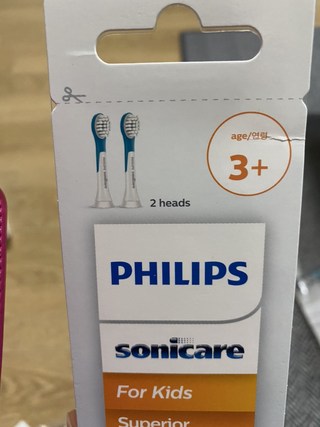 age/연령
3+
2 heads
PHILIPS
sonicare
For Kids
Superior